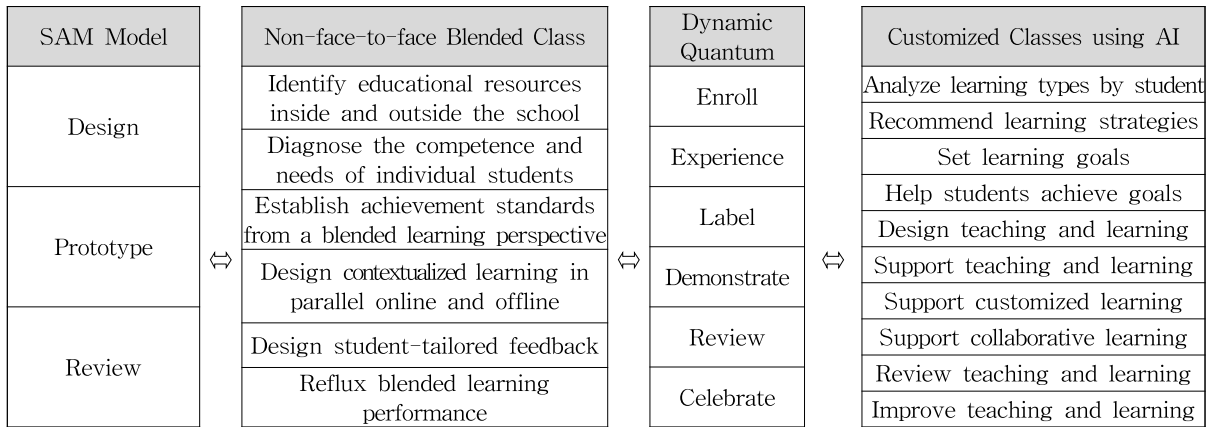 SAM Model
Design
Prototype
Review
⇔
Non-face-to-face Blended Class
Identify educational resources
inside and outside the school
Diagnose the competence and
needs of individual students
Establish achievement standards
from a blended learning perspective
Design contextualized learning in
parallel online and offline
Design student-tailored feedback
Reflux blended learning
performance
⇔
Dynamic
Quantum
Enroll
Experience
Label
Demonstrate
Review
Celebrate
⇔
Customized Classes using AI
Analyze learning types by student
Recommend learning strategies
Set learning goals
Help students achieve goals
Design teaching and learning
Support teaching and learning
Support customized learning
Support collaborative learning
Review teaching and learning
Improve teaching and learning